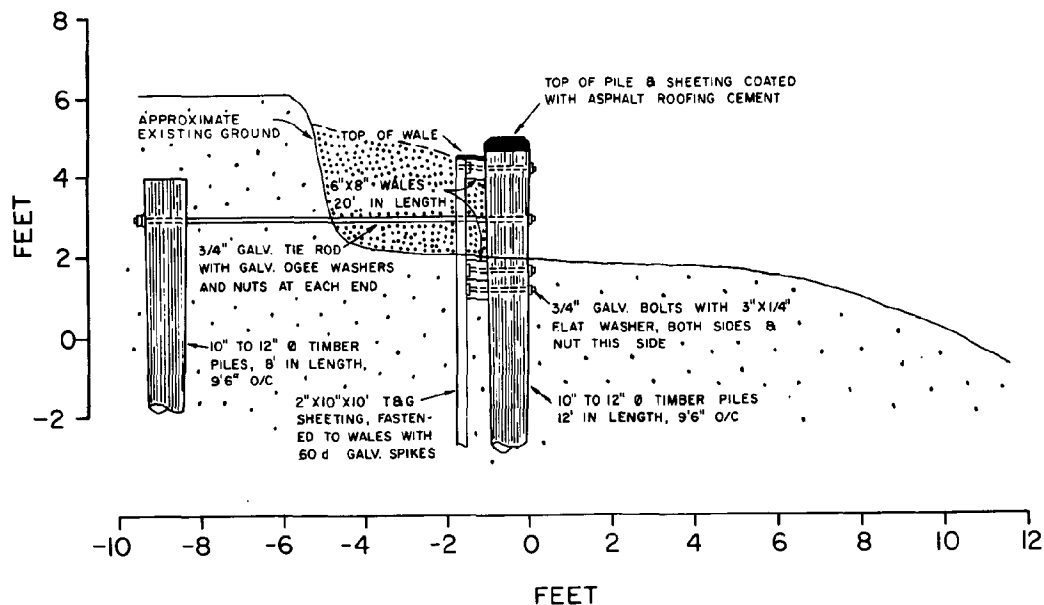 8
6
4
2
0
-2
FEET
TOP OF PILE & SHEETING COATED
WITH ASPHALT ROOFING CEMENT
APPROXIMATE
EXISTING GROUND
TOP OF WALE
6"X8" WALES
20' IN LENGTH
3/4" GALV. TIE ROD
WITH GALV. OGEE WASHERS
AND NUTS AT EACH END
3/4" GALV. BOLTS WITH 3"X1/4"
FLAT WASHER, BOTH SIDES &
NUT THIS SIDE
10" TO 12" Ø TIMBER
PILES, 8' IN LENGTH,
9'6" O/C
2"X10"X10' T&G
SHEETING, FASTEN-
ED TO WALES WITH
60 d GALV. SPIKES
10" TO 12" Ø TIMBER PILES
12' IN LENGTH, 9'6" O/C
-10 -8 -6 -4 -2 0 2 4 6 8 10 12
FEET